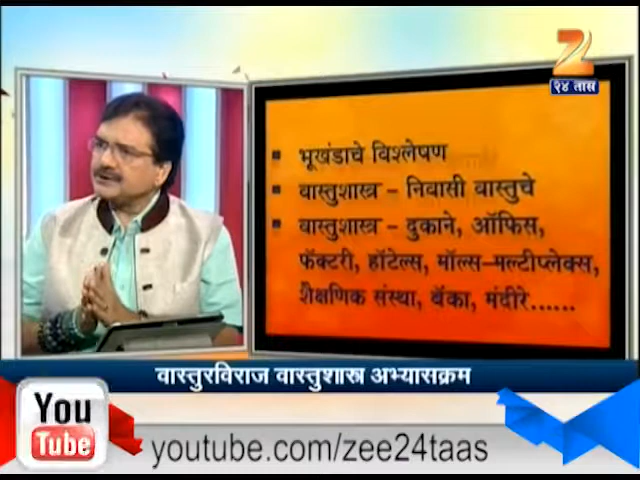 २४ तास
▪ भूखंडाचे विश्लेषण
▪ वास्तुशास्त्र – निवासी वास्तुचे
▪ वास्तुशास्त्र – दुकाने, ऑफिस,
फॅक्टरी, हॉटेल्स, मॉल्स–मल्टीप्लेक्स,
शैक्षणिक संस्था, बॅंका, मंदीरे......
वास्तुरविराज वास्तुशास्त्र अभ्यासक्रम
You
Tube
youtube.com/zee24taas